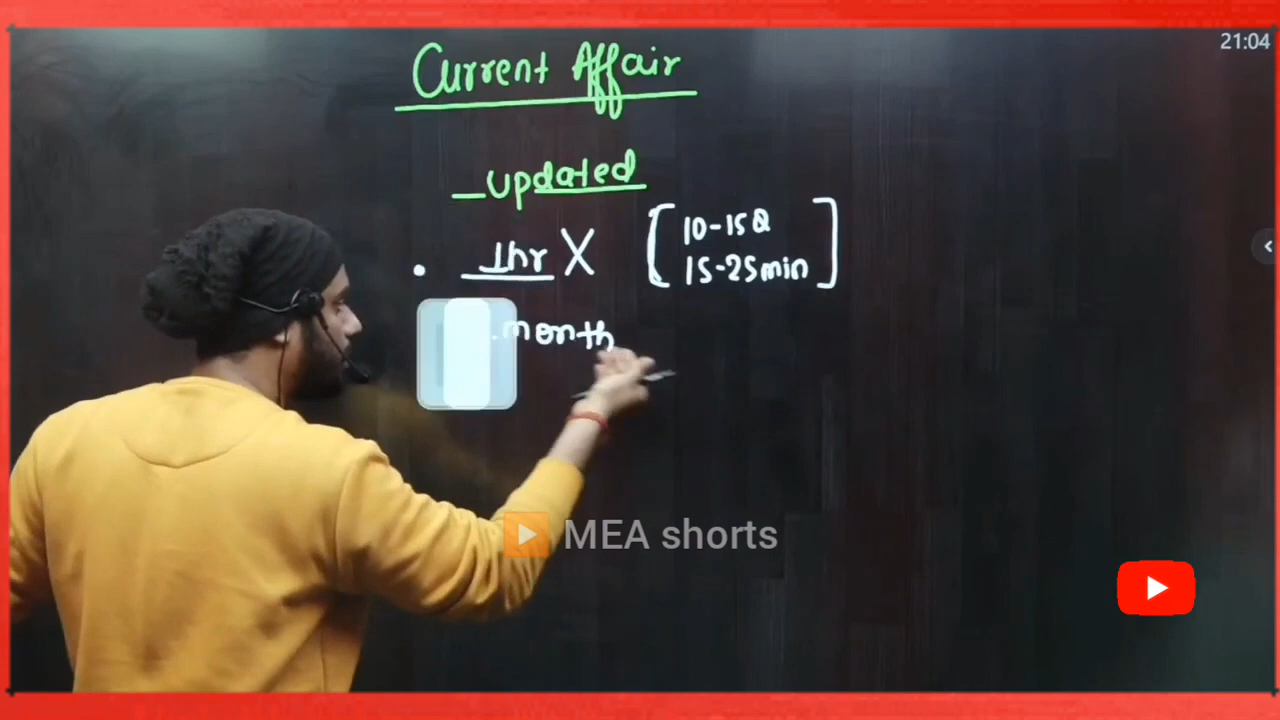 21:04
Current Affair
updated
1hr X [10-15Q
15-25min]
month
MEA shorts